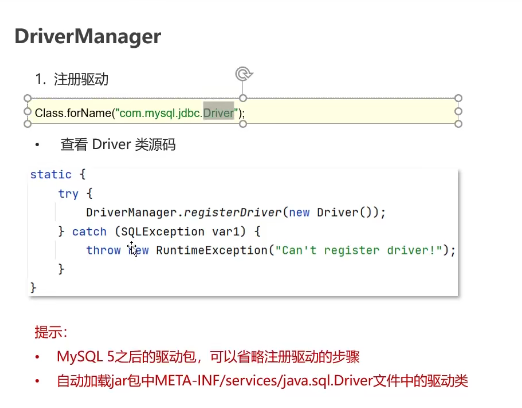 DriverManager
1. 注册驱动
Class.forName("com.mysql.jdbc.Driver");
• 查看 Driver 类源码
static {
try {
DriverManager.registerDriver(new Driver());
} catch (SQLException var1) {
throw new RuntimeException("Can't register driver!");
}
}
提示：
• MySQL 5之后的驱动包，可以省略注册驱动的步骤
• 自动加载jar包中META-INF/services/java.sql.Driver文件中的驱动类